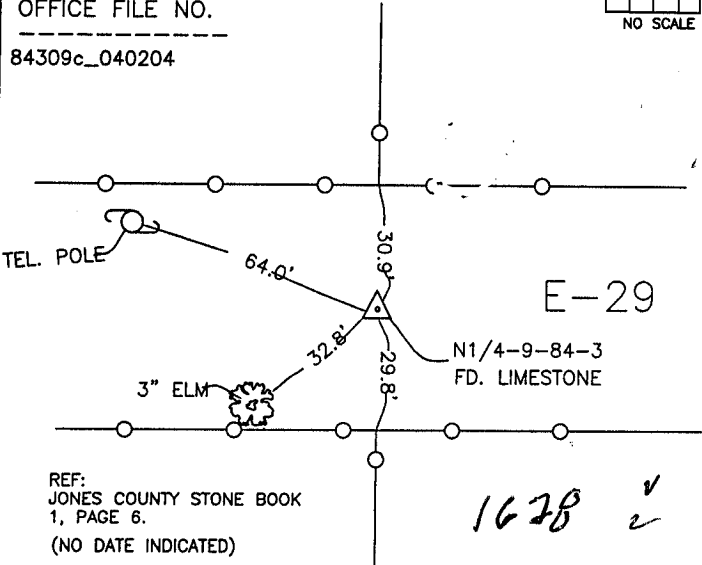 OFFICE FILE NO.
84309c_040204
NO SCALE
TEL. POLE
64.0'
30.9'
E-29
32.8'
29.8'
N1/4-9-84-3
FD. LIMESTONE
3" ELM
REF:
JONES COUNTY STONE BOOK
1, PAGE 6.
(NO DATE INDICATED)